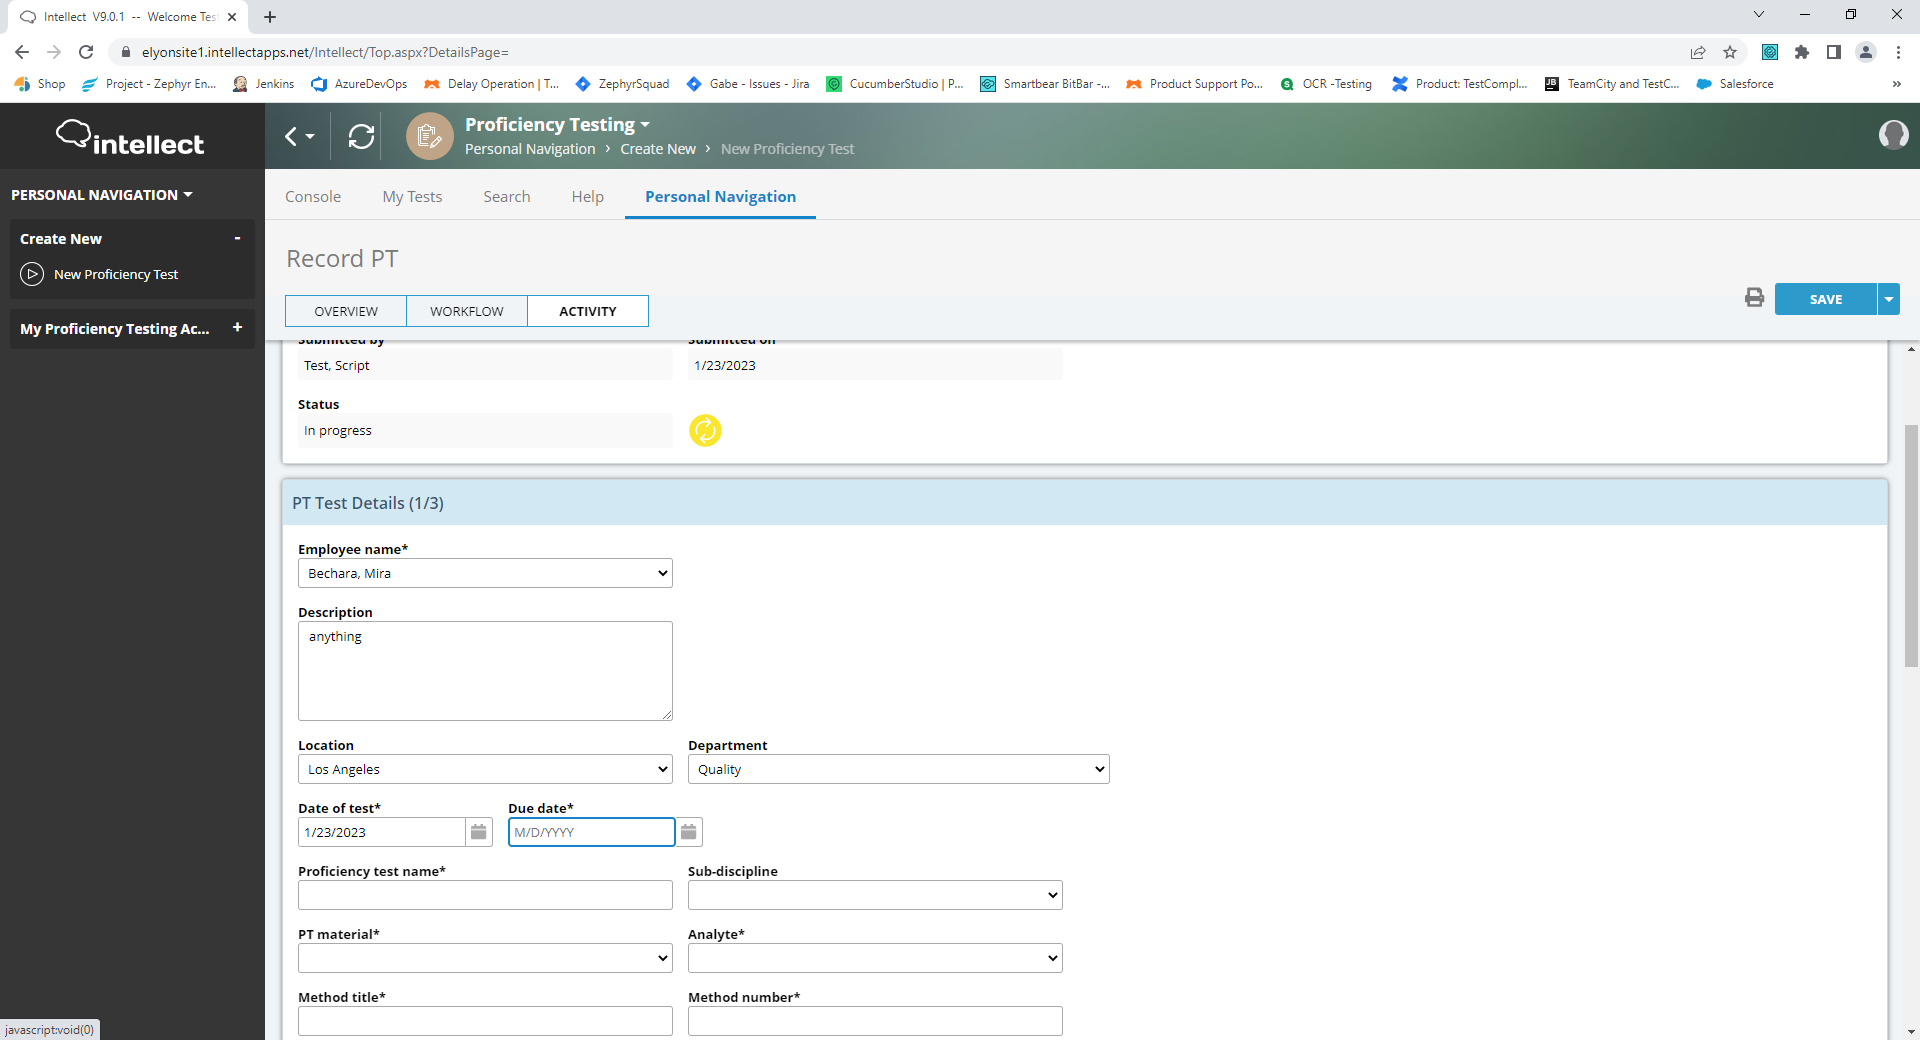 Intellect  V9.0.1  --  Welcome Tes
elyonsite1.intellectapps.net/Intellect/Top.aspx?DetailsPage=
Shop
Project - Zephyr En...
Jenkins
AzureDevOps
Delay Operation | T...
ZephyrSquad
Gabe - Issues - Jira
CucumberStudio | P...
Smartbear BitBar -...
Product Support Po...
OCR -Testing
Product: TestCompl...
TeamCity and TestC...
Salesforce
»
intellect
Proficiency Testing
Personal Navigation › Create New › New Proficiency Test
PERSONAL NAVIGATION
Create New -
New Proficiency Test
My Proficiency Testing Ac... +
Console My Tests Search Help Personal Navigation
Record PT
OVERVIEW WORKFLOW ACTIVITY
SAVE
Submitted by Submitted on
Test, Script 1/23/2023
Status
In progress
PT Test Details (1/3)
Employee name*
Bechara, Mira
Description
anything
Location Department
Los Angeles Quality
Date of test* Due date*
1/23/2023 M/D/YYYY
Proficiency test name* Sub-discipline
PT material* Analyte*
Method title* Method number*
javascript:void(0)